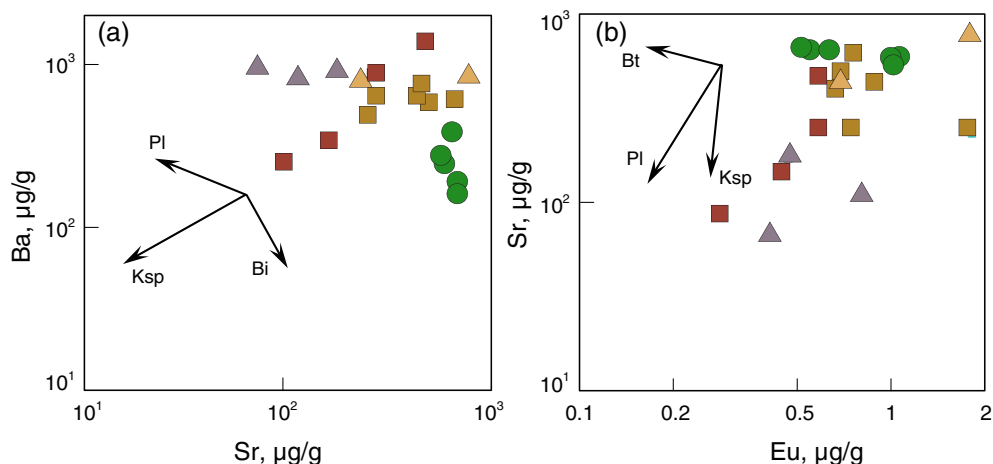 (a)
Ba, µg/g
10³
10²
10¹
Pl
Ksp
Bi
10¹
10²
10³
Sr, µg/g
(b)
Sr, µg/g
10³
10²
10¹
Bt
Pl
Ksp
0.1
0.2
0.5
1
2
Eu, µg/g